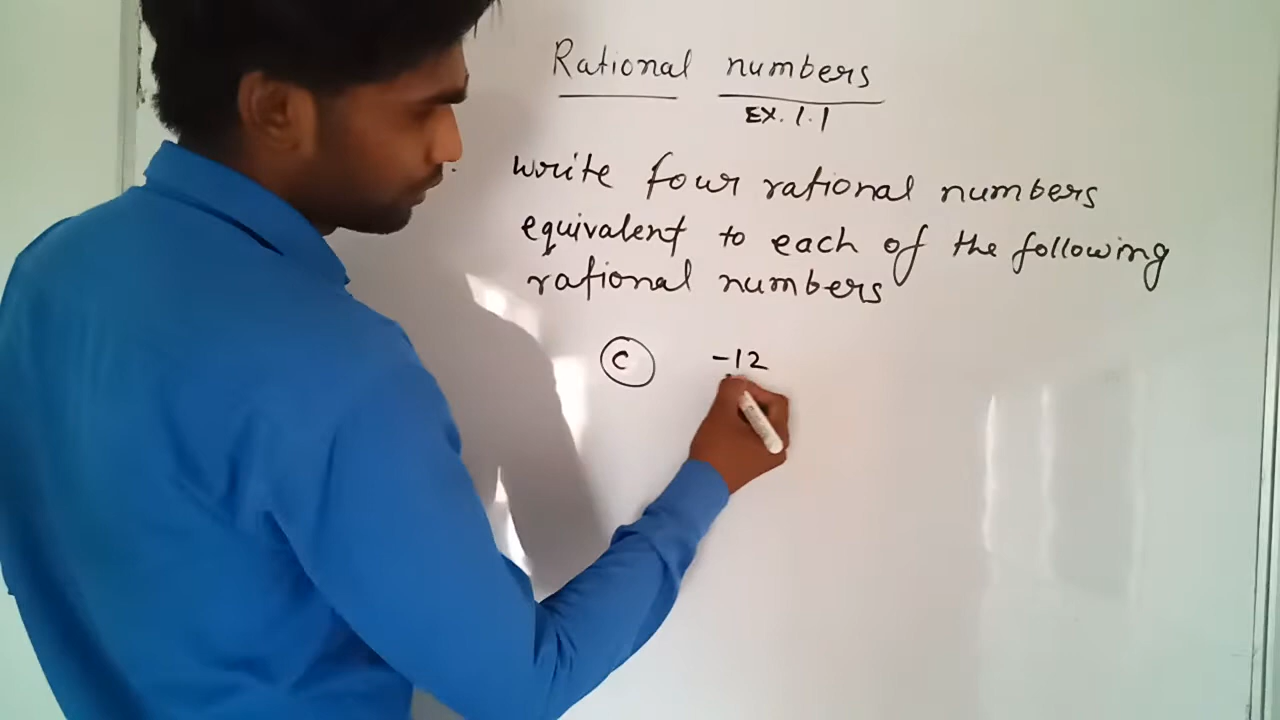 Rational numbers
EX. 1.1
write four rational numbers
equivalent to each of the following
rational numbers
C -12